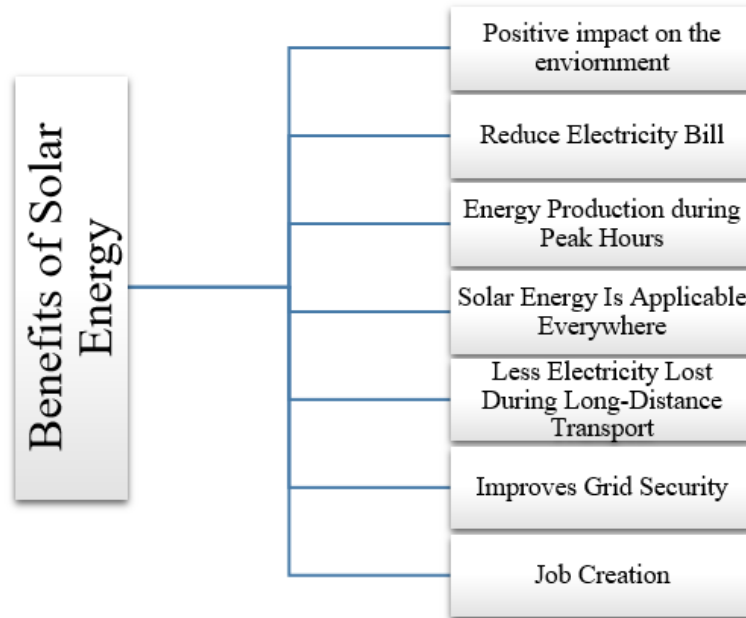 Benefits of Solar
Energy
Positive impact on the
enviornment
Reduce Electricity Bill
Energy Production during
Peak Hours
Solar Energy Is Applicable
Everywhere
Less Electricity Lost
During Long-Distance
Transport
Improves Grid Security
Job Creation